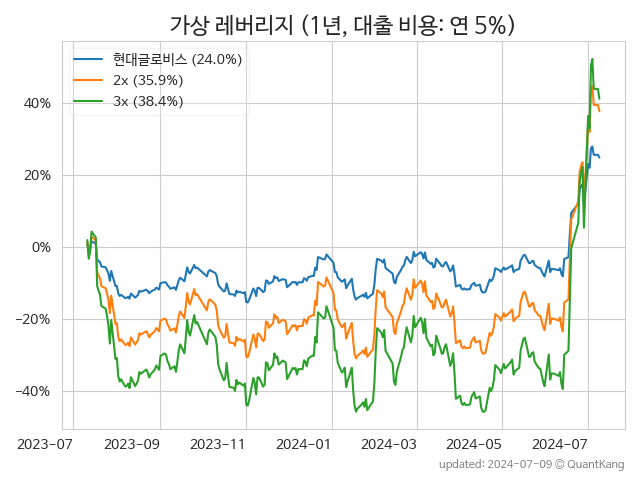 가상 레버리지 (1년, 대출 비용: 연 5%)
현대글로비스 (24.0%)
2x (35.9%)
3x (38.4%)
40%
20%
0%
−20%
−40%
2023-07 2023-09 2023-11 2024-01 2024-03 2024-05 2024-07
updated: 2024-07-09 © QuantKang